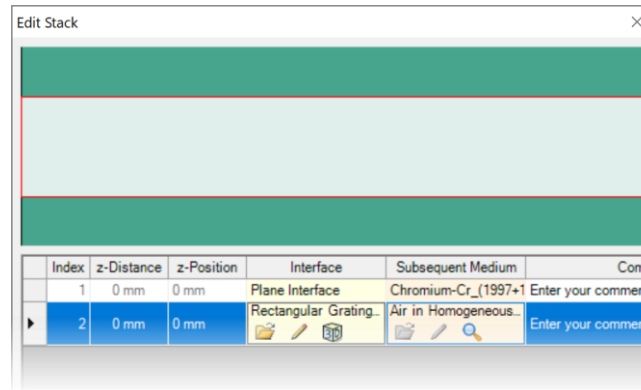 Edit Stack
Index z-Distance z-Position Interface Subsequent Medium
1 0 mm 0 mm Plane Interface Chromium-Cr_(1997+1 Enter your commer
2 0 mm 0 mm Rectangular Grating... Air in Homogeneous... Enter your commer
3D